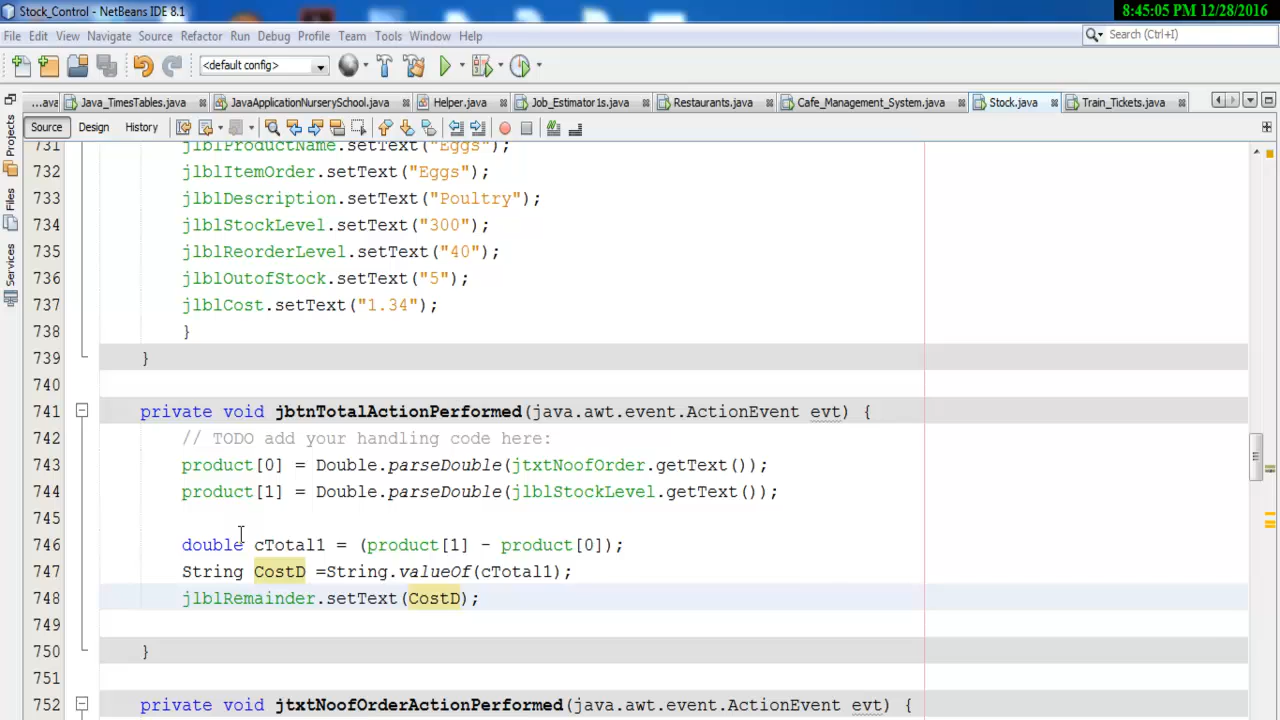 Stock_Control - NetBeans IDE 8.1
8:45:05 PM 12/28/2016
File Edit View Navigate Source Refactor Run Debug Profile Team Tools Window Help
Search (Ctrl+I)
<default config>
...ava Java_TimesTables.java JavaApplicationNurserySchool.java Helper.java Job_Estimator1s.java Restaurants.java Cafe_Management_System.java Stock.java Train_Tickets.java
Source Design History
Projects
Files
Services
731 jlblProductName.setText("Eggs");
732 jlblItemOrder.setText("Eggs");
733 jlblDescription.setText("Poultry");
734 jlblStockLevel.setText("300");
735 jlblReorderLevel.setText("40");
736 jlblOutofStock.setText("5");
737 jlblCost.setText("1.34");
738 }
739 }
740
741 private void jbtnTotalActionPerformed(java.awt.event.ActionEvent evt) {
742 // TODO add your handling code here:
743 product[0] = Double.parseDouble(jtxtNoofOrder.getText());
744 product[1] = Double.parseDouble(jlblStockLevel.getText());
745
746 double cTotal1 = (product[1] - product[0]);
747 String CostD =String.valueOf(cTotal1);
748 jlblRemainder.setText(CostD);
749
750 }
751
752 private void jtxtNoofOrderActionPerformed(java.awt.event.ActionEvent evt) {